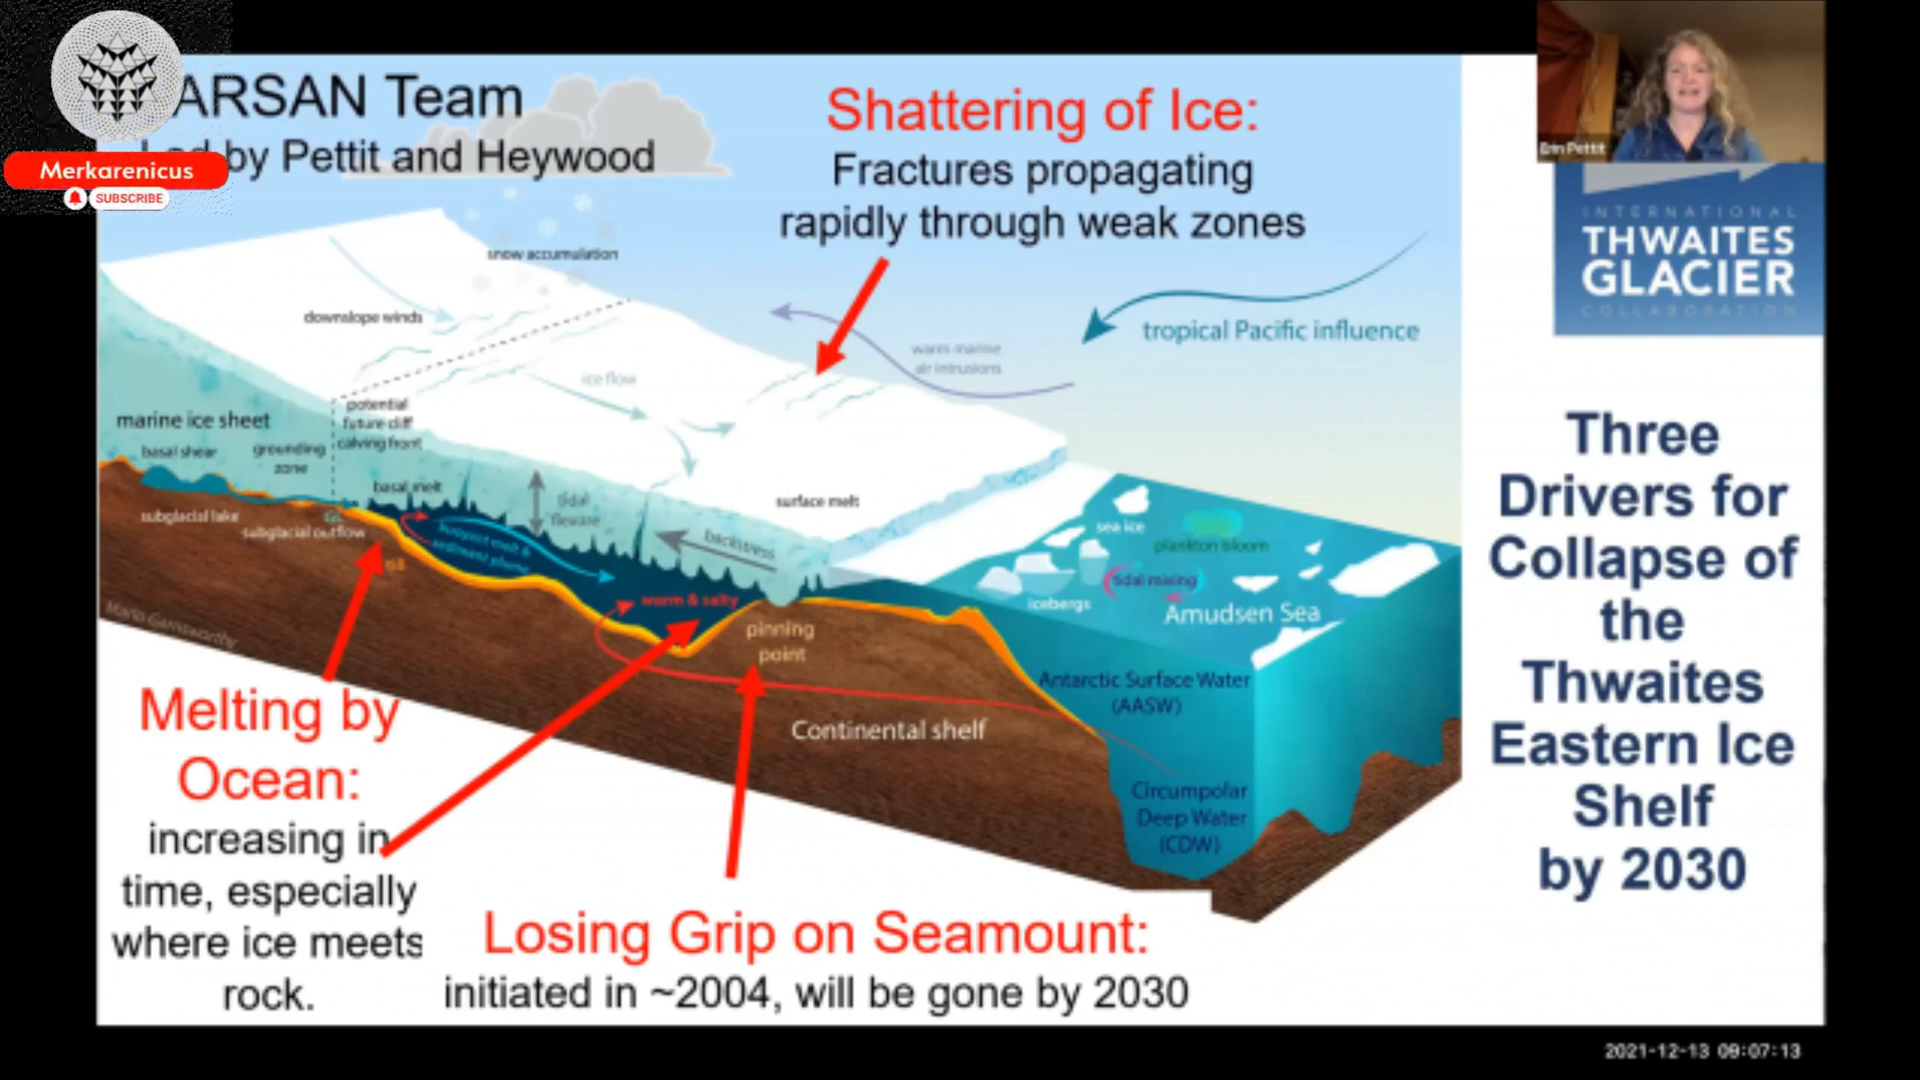 ARSAN Team
Led by Pettit and Heywood
Merkarenicus
SUBSCRIBE
Shattering of Ice:
Fractures propagating
rapidly through weak zones
Erin Pettit
INTERNATIONAL
THWAITES
GLACIER
COLLABORATION
Three
Drivers for
Collapse of
the
Thwaites
Eastern Ice
Shelf
by 2030
snow accumulation
downslope winds
tropical Pacific influence
warm marine
air intrusions
ice flow
potential
future cliff
calving front
marine ice sheet
basal shear
grounding
zone
basal melt
tidal
flexure
surface melt
subglacial lake
subglacial outflow
till
backstress
sea ice
plankton bloom
tidal mixing
icebergs
Amudsen Sea
warm & salty
pinning
point
Antarctic Surface Water
(AASW)
Continental shelf
Circumpolar
Deep Water
(CDW)
Melting by
Ocean:
increasing in
time, especially
where ice meets
rock.
Losing Grip on Seamount:
initiated in ~2004, will be gone by 2030
2021-12-13 09:07:13